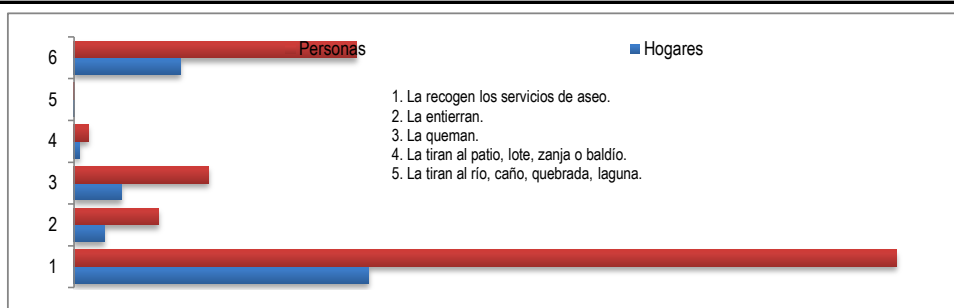 Personas
Hogares
6
5
1. La recogen los servicios de aseo.
2. La entierran.
4
3. La queman.
4. La tiran al patio, lote, zanja o baldío.
3
5. La tiran al río, caño, quebrada, laguna.
2
1